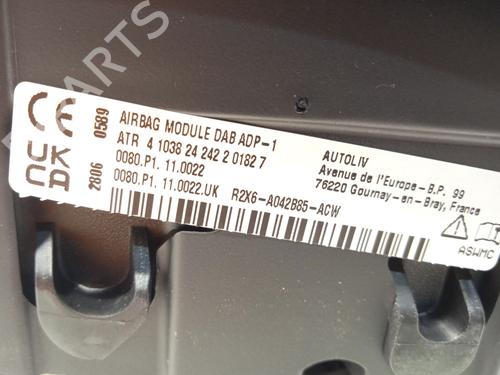 PARTS
CE 0589
UK CA 2806
AIRBAG MODULE DAB ADP-1
ATR 4 1038 24 242 2 0182 7
0080.P1. 11.0022
0080.P1. 11.0022.UK R2X6-A042B85-ACW
AUTOLIV
Avenue de l'Europe-B.P. 99
76220 Gournay-en-Bray, France
ASWMC
1